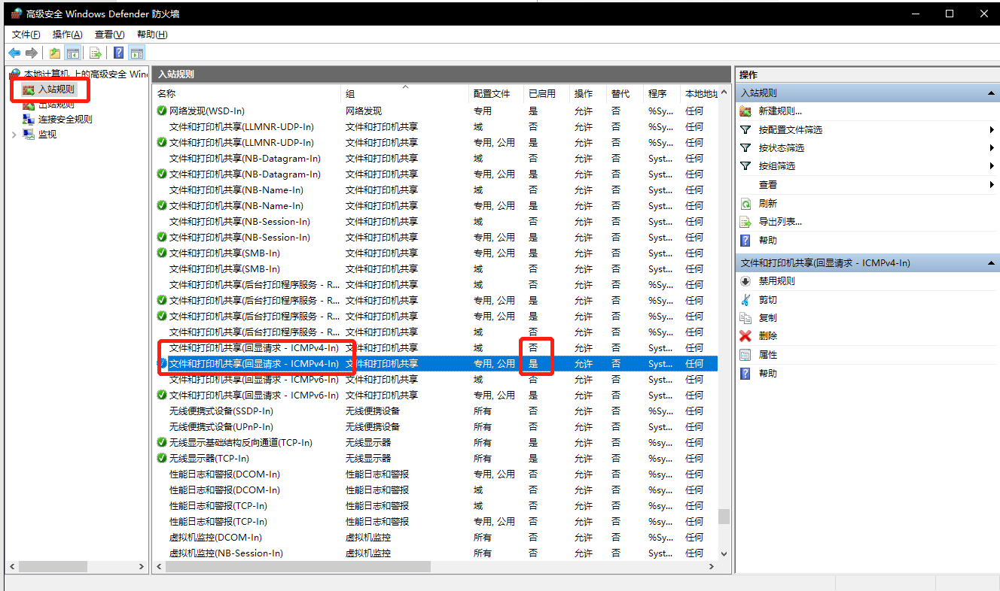 高级安全 Windows Defender 防火墙
文件(F) 操作(A) 查看(V) 帮助(H)
本地计算机 上的高级安全 Win
入站规则
出站规则
连接安全规则
监视
入站规则
名称 组 配置文件 已启用 操作 替代 程序 本地地址
网络发现(WSD-In) 网络发现 专用 是 允许 否 %Sy... 任何
文件和打印机共享(LLMNR-UDP-In) 文件和打印机共享 域 否 允许 否 %Sy... 任何
文件和打印机共享(LLMNR-UDP-In) 文件和打印机共享 专用, 公用 是 允许 否 %Sy... 任何
文件和打印机共享(NB-Datagram-In) 文件和打印机共享 域 否 允许 否 Syst... 任何
文件和打印机共享(NB-Datagram-In) 文件和打印机共享 专用, 公用 是 允许 否 Syst... 任何
文件和打印机共享(NB-Name-In) 文件和打印机共享 域 否 允许 否 Syst... 任何
文件和打印机共享(NB-Name-In) 文件和打印机共享 专用, 公用 是 允许 否 Syst... 任何
文件和打印机共享(NB-Session-In) 文件和打印机共享 域 否 允许 否 Syst... 任何
文件和打印机共享(NB-Session-In) 文件和打印机共享 专用, 公用 是 允许 否 Syst... 任何
文件和打印机共享(SMB-In) 文件和打印机共享 专用, 公用 是 允许 否 Syst... 任何
文件和打印机共享(SMB-In) 文件和打印机共享 域 否 允许 否 Syst... 任何
文件和打印机共享(后台打印程序服务 - R... 文件和打印机共享 域 否 允许 否 %Sy... 任何
文件和打印机共享(后台打印程序服务 - R... 文件和打印机共享 专用, 公用 是 允许 否 %Sy... 任何
文件和打印机共享(后台打印程序服务 - R... 文件和打印机共享 专用, 公用 是 允许 否 %Sy... 任何
文件和打印机共享(后台打印程序服务 - R... 文件和打印机共享 域 否 允许 否 %Sy... 任何
文件和打印机共享(回显请求 - ICMPv4-In) 文件和打印机共享 域 否 允许 否 Syst... 任何
文件和打印机共享(回显请求 - ICMPv4-In) 文件和打印机共享 专用, 公用 是 允许 否 Syst... 任何
文件和打印机共享(回显请求 - ICMPv6-In) 文件和打印机共享 域 否 允许 否 Syst... 任何
文件和打印机共享(回显请求 - ICMPv6-In) 文件和打印机共享 专用, 公用 是 允许 否 Syst... 任何
无线便携式设备(SSDP-In) 无线便携设备 所有 否 允许 否 %Sy... 任何
无线便携式设备(UPnP-In) 无线便携设备 所有 否 允许 否 Syst... 任何
无线显示基础结构反向通道(TCP-In) 无线显示器 所有 是 允许 否 %sy... 任何
无线显示器(TCP-In) 无线显示器 所有 是 允许 否 %sy... 任何
性能日志和警报(DCOM-In) 性能日志和警报 专用, 公用 否 允许 否 %sy... 任何
性能日志和警报(DCOM-In) 性能日志和警报 域 否 允许 否 %sy... 任何
性能日志和警报(TCP-In) 性能日志和警报 域 否 允许 否 %sy... 任何
性能日志和警报(TCP-In) 性能日志和警报 专用, 公用 否 允许 否 %sy... 任何
虚拟机监控(DCOM-In) 虚拟机监控 所有 否 允许 否 %Sy... 任何
虚拟机监控(NB-Session-In) 虚拟机监控 所有 否 允许 否 Syst... 任何
操作
入站规则
新建规则...
按配置文件筛选
按状态筛选
按组筛选
查看
刷新
导出列表...
帮助
文件和打印机共享(回显请求 - ICMPv4-In)
禁用规则
剪切
复制
删除
属性
帮助